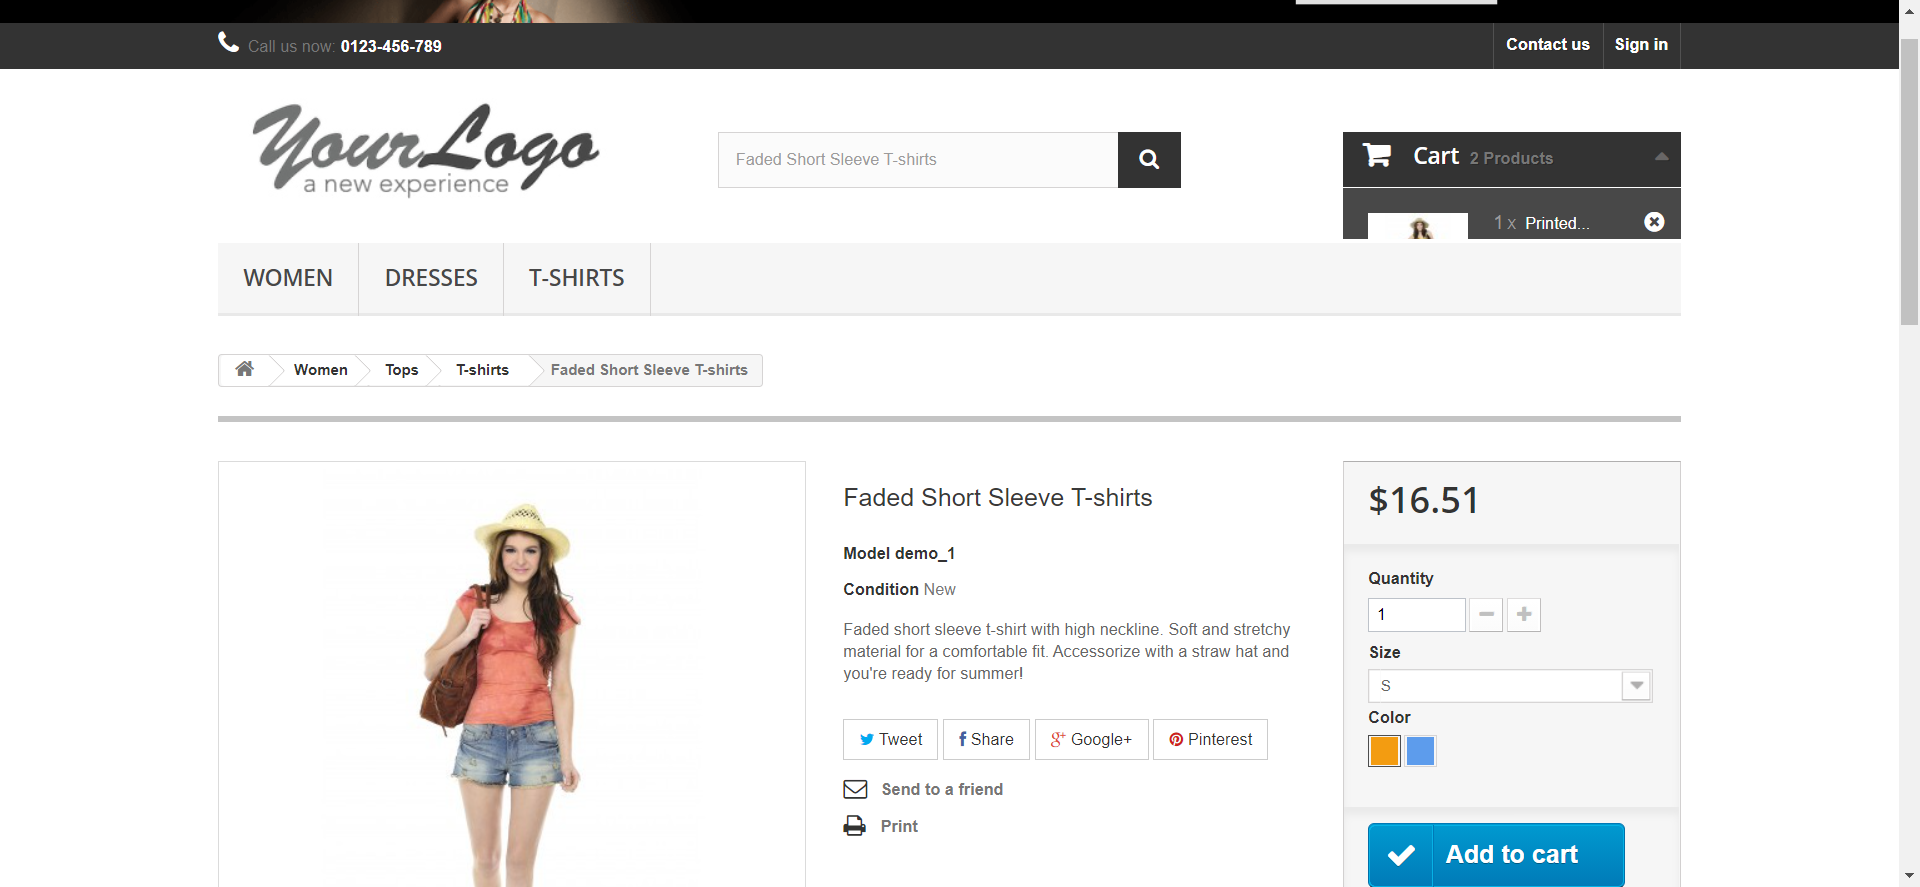 Call us now: 0123-456-789
Contact us
Sign in
YourLogo
a new experience
Faded Short Sleeve T-shirts
Cart 2 Products
1 x Printed...
WOMEN
DRESSES
T-SHIRTS
Women
Tops
T-shirts
Faded Short Sleeve T-shirts
Faded Short Sleeve T-shirts
Model demo_1
Condition New
Faded short sleeve t-shirt with high neckline. Soft and stretchy
material for a comfortable fit. Accessorize with a straw hat and
you're ready for summer!
Tweet
Share
Google+
Pinterest
Send to a friend
Print
$16.51
Quantity
1
Size
S
Color
Add to cart